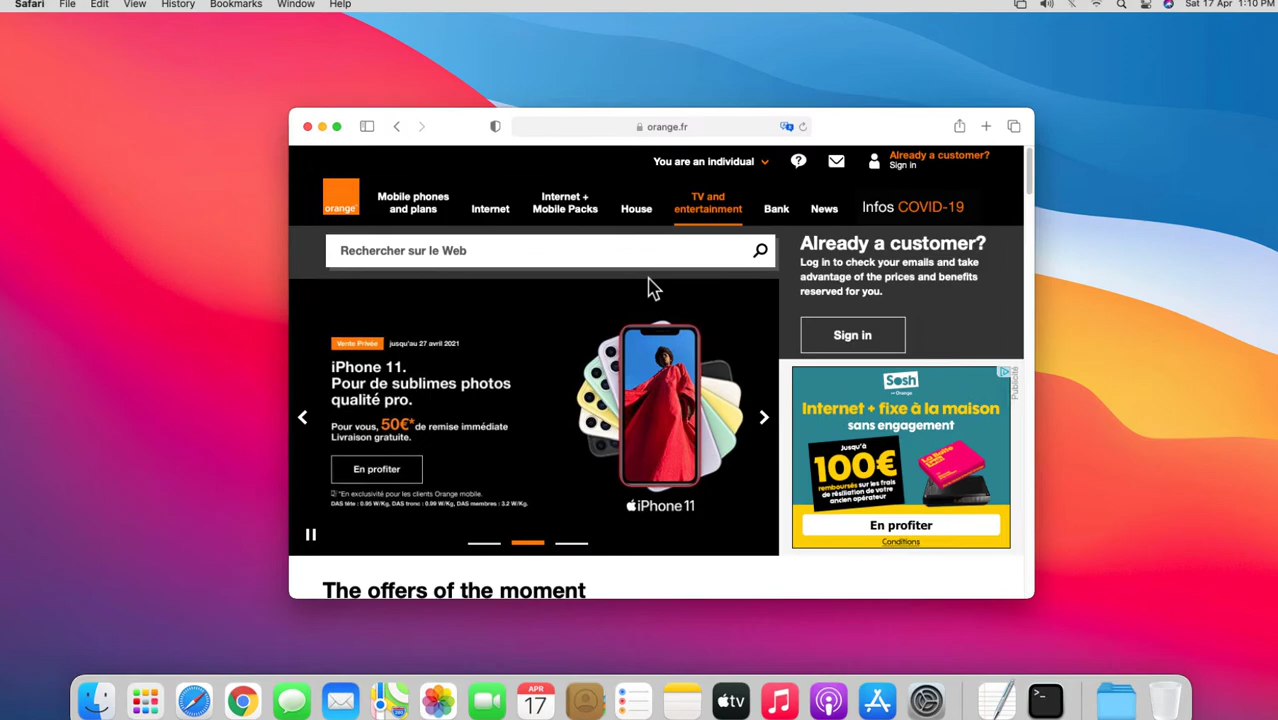 Safari File Edit View History Bookmarks Window Help Sat 17 Apr 1:10 PM
orange.fr
You are an individual
Already a customer?
Sign in
orange
Mobile phones
and plans
Internet
Internet +
Mobile Packs
House
TV and
entertainment
Bank
News
Infos COVID-19
Rechercher sur le Web
Already a customer?
Log in to check your emails and take
advantage of the prices and benefits
reserved for you.
Sign in
Vente Privée jusqu'au 27 avril 2021
iPhone 11.
Pour de sublimes photos
qualité pro.
Pour vous, 50€* de remise immédiate
Livraison gratuite.
En profiter
*En exclusivité pour les clients Orange mobile.
DAS tête : 0.95 W/Kg, DAS tronc : 0.99 W/Kg, DAS membres : 3.2 W/Kg.
iPhone 11
Publicité
Sosh
Internet + fixe à la maison
sans engagement
Jusqu'à
100€
remboursés sur les frais
de résiliation de votre
ancien opérateur
La Boîte
Sosh
En profiter
Conditions
The offers of the moment
APR
17
tv